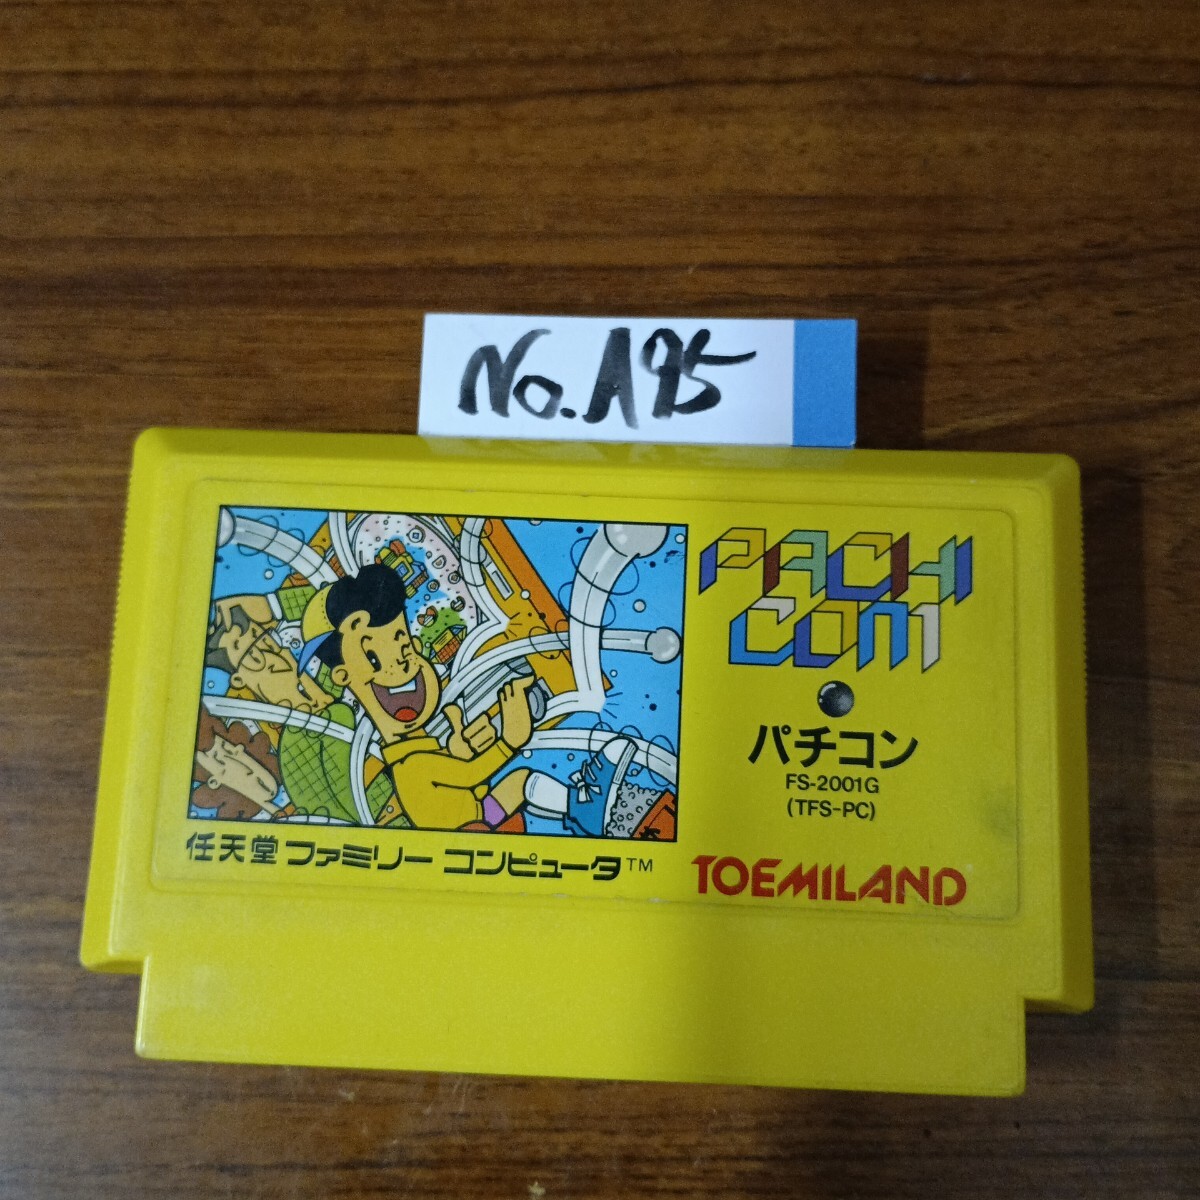 No. A95
PACHI
COM
パチコン
FS-2001G
(TFS-PC)
任天堂 ファミリー コンピュータ™
TOEMILAND